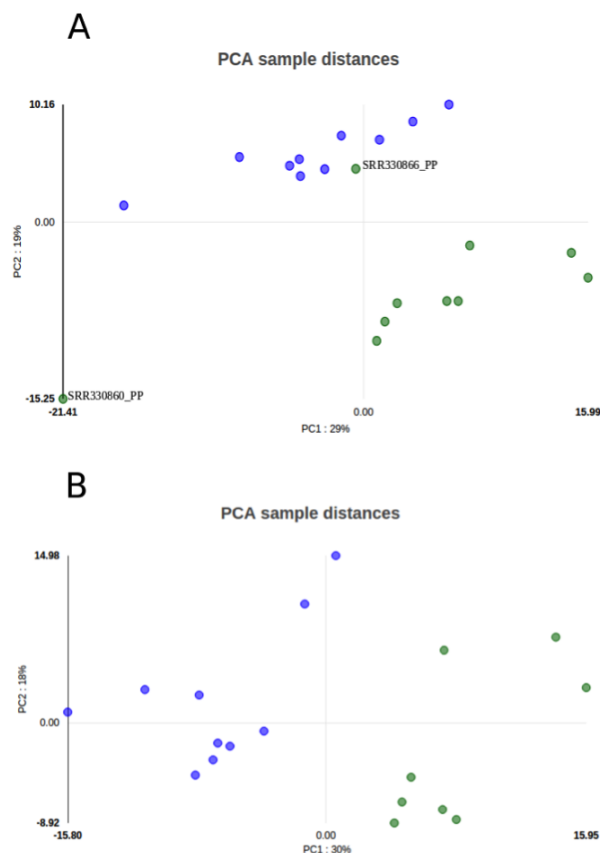 A
PCA sample distances
10.16
SRR330866_PP
0.00
PC2 : 19%
-15.25
SRR330860_PP
-21.41
0.00
15.99
PC1 : 29%
B
PCA sample distances
14.98
PC2 : 18%
0.00
-8.92
-15.80
0.00
15.95
PC1 : 30%